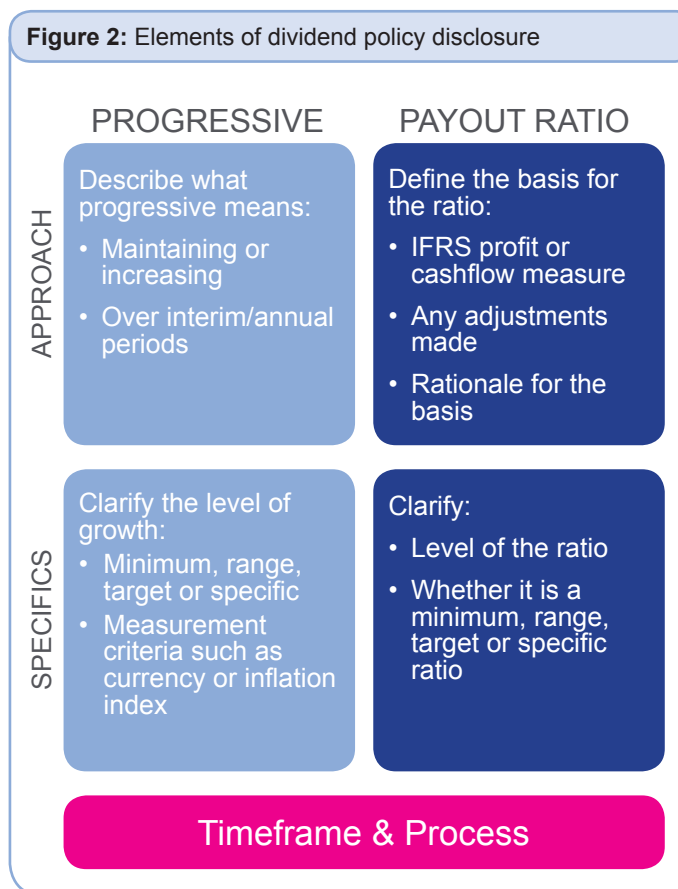 Figure 2: Elements of dividend policy disclosure
PROGRESSIVE
PAYOUT RATIO
APPROACH
Describe what
progressive means:
• Maintaining or
increasing
• Over interim/annual
periods
Define the basis for
the ratio:
• IFRS profit or
cashflow measure
• Any adjustments
made
• Rationale for the
basis
SPECIFICS
Clarify the level of
growth:
• Minimum, range,
target or specific
• Measurement
criteria such as
currency or inflation
index
Clarify:
• Level of the ratio
• Whether it is a
minimum, range,
target or specific
ratio
Timeframe & Process